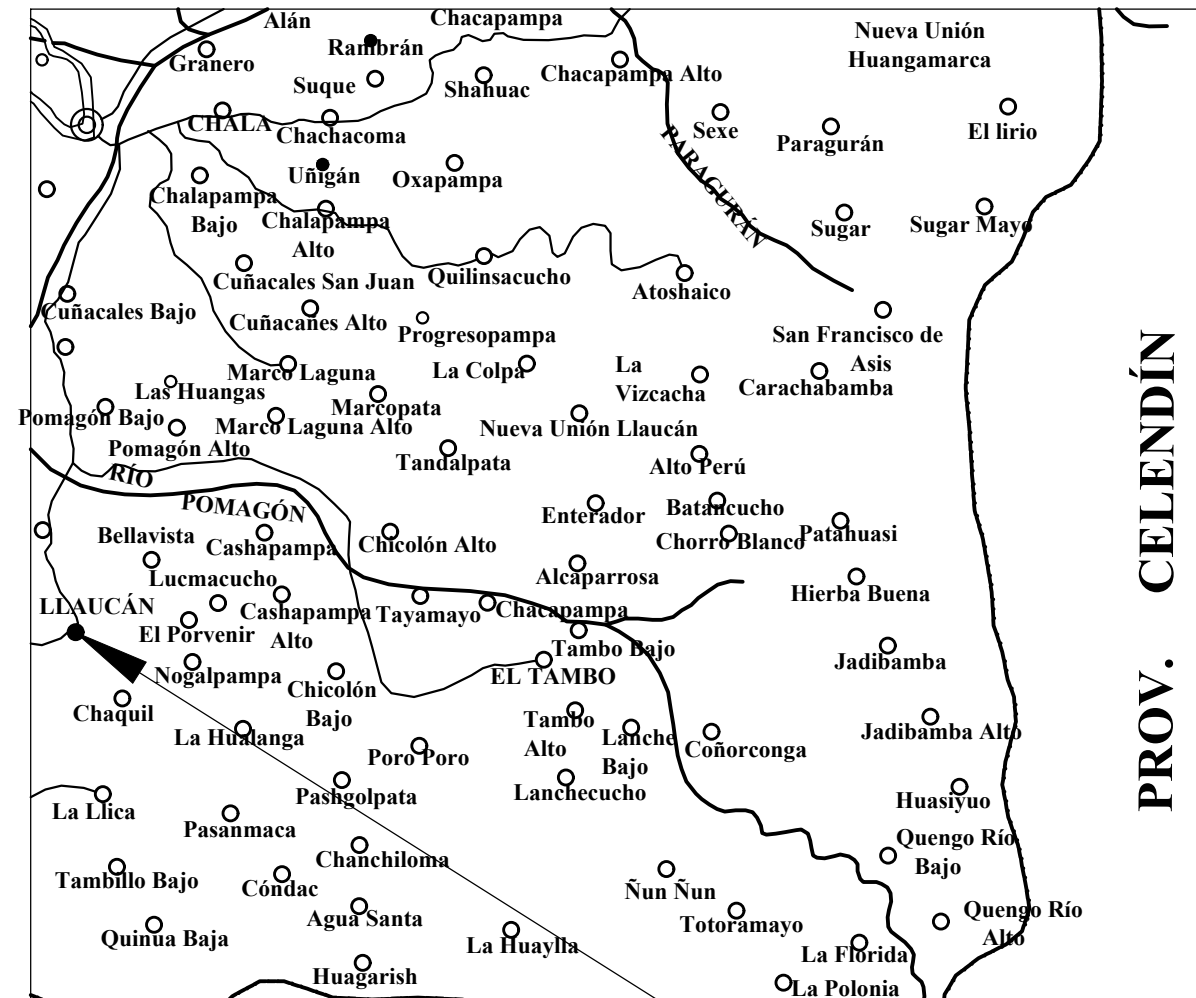 Alán
Chacapampa
Nueva Unión
Huangamarca
Rambrán
Granero
Suque
Shahuac
Chacapampa Alto
CHALA
Chachacoma
Sexe
Paragurán
El lirio
PARAGURÁN
Uñigán
Oxapampa
Chalapampa
Bajo
Chalapampa
Alto
Sugar
Sugar Mayo
Cuñacales San Juan
Quilinsacucho
Atoshaico
Cuñacales Bajo
Cuñacañes Alto
Progresopampa
San Francisco de
Asis
Las Huangas
Marco Laguna
La Colpa
La
Vizcacha
Carachabamba
Pomagón Bajo
Marcopata
Marco Laguna Alto
Nueva Unión Llaucán
Pomagón Alto
Tandalpata
Alto Perú
RÍO
POMAGÓN
Enterador
Batancucho
Bellavista
Cashapampa
Chicolón Alto
Chorro Blanco
Patahuasi
Lucmacucho
Alcaparrosa
Hierba Buena
LLAUCÁN
Cashapampa
Alto
Tayamayo
Chacapampa
El Porvenir
Tambo Bajo
Jadibamba
Nogalpampa
EL TAMBO
Chicolón
Bajo
Chaquil
La Hualanga
Tambo
Alto
Lanche
Bajo
Coñorconga
Jadibamba Alto
Poro Poro
La Llica
Pashgolpata
Lanchecucho
Huasiyuo
Pasanmaca
Quengo Río
Bajo
Chanchiloma
Tambillo Bajo
Cóndac
Ñun Ñun
Agua Santa
Totoramayo
Quengo Río
Alto
Quinua Baja
La Huaylla
La Florida
Huagarish
La Polonia
PROV. CELENDÍN